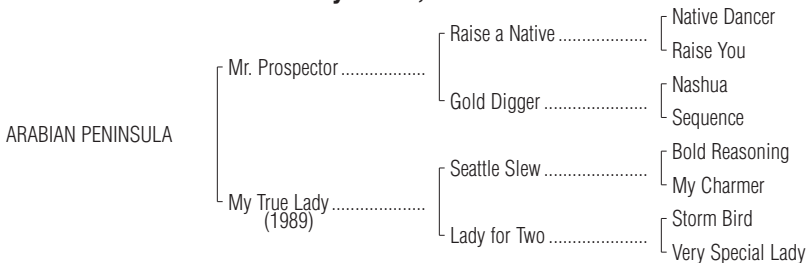 Native Dancer
Raise a Native
Raise You
Mr. Prospector
Nashua
Gold Digger
Sequence
ARABIAN PENINSULA
Bold Reasoning
Seattle Slew
My Charmer
My True Lady
(1989)
Storm Bird
Lady for Two
Very Special Lady